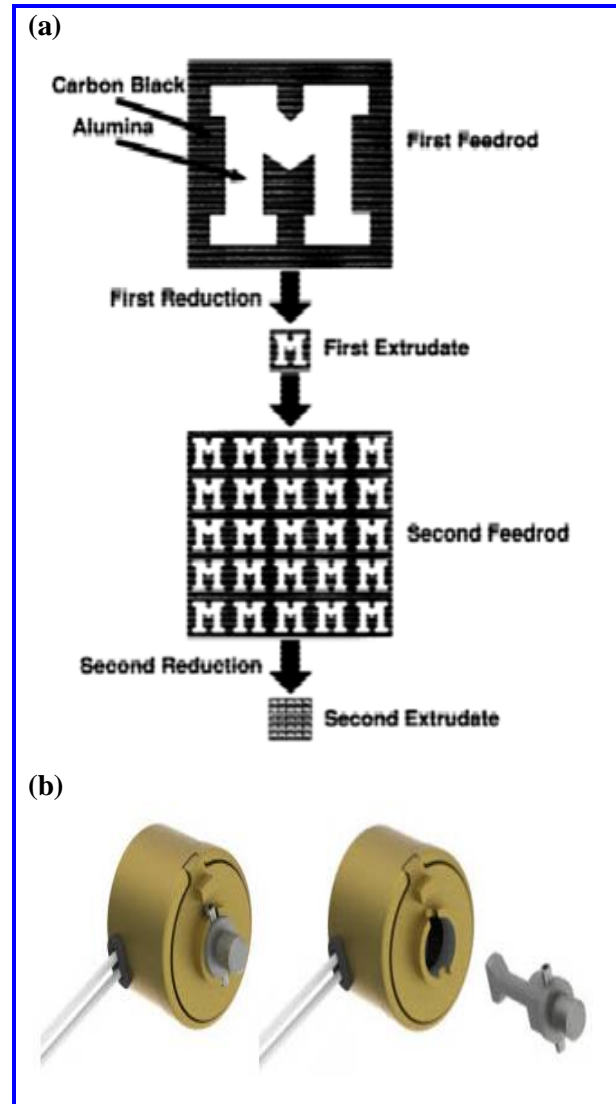 (a)
Carbon Black
Alumina
First Feedrod
M
First Reduction
M
First Extrudate
M M M M M
M M M M M
M M M M M
M M M M M
M M M M M
Second Feedrod
Second Reduction
Second Extrudate
(b)